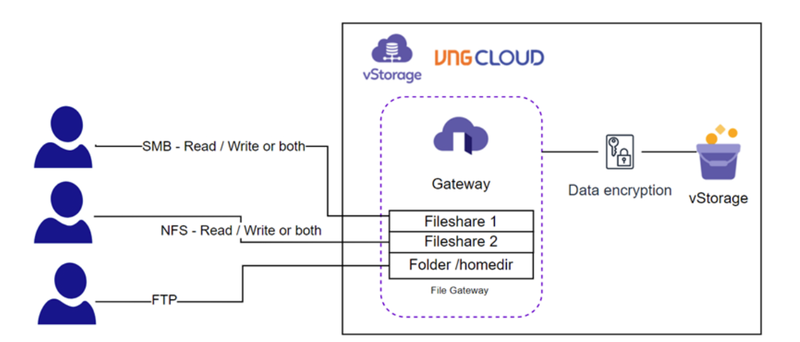 vStorage
VNG CLOUD
SMB - Read / Write or both
NFS - Read / Write or both
FTP
Gateway
Fileshare 1
Fileshare 2
Folder /homedir
File Gateway
Data encryption
vStorage